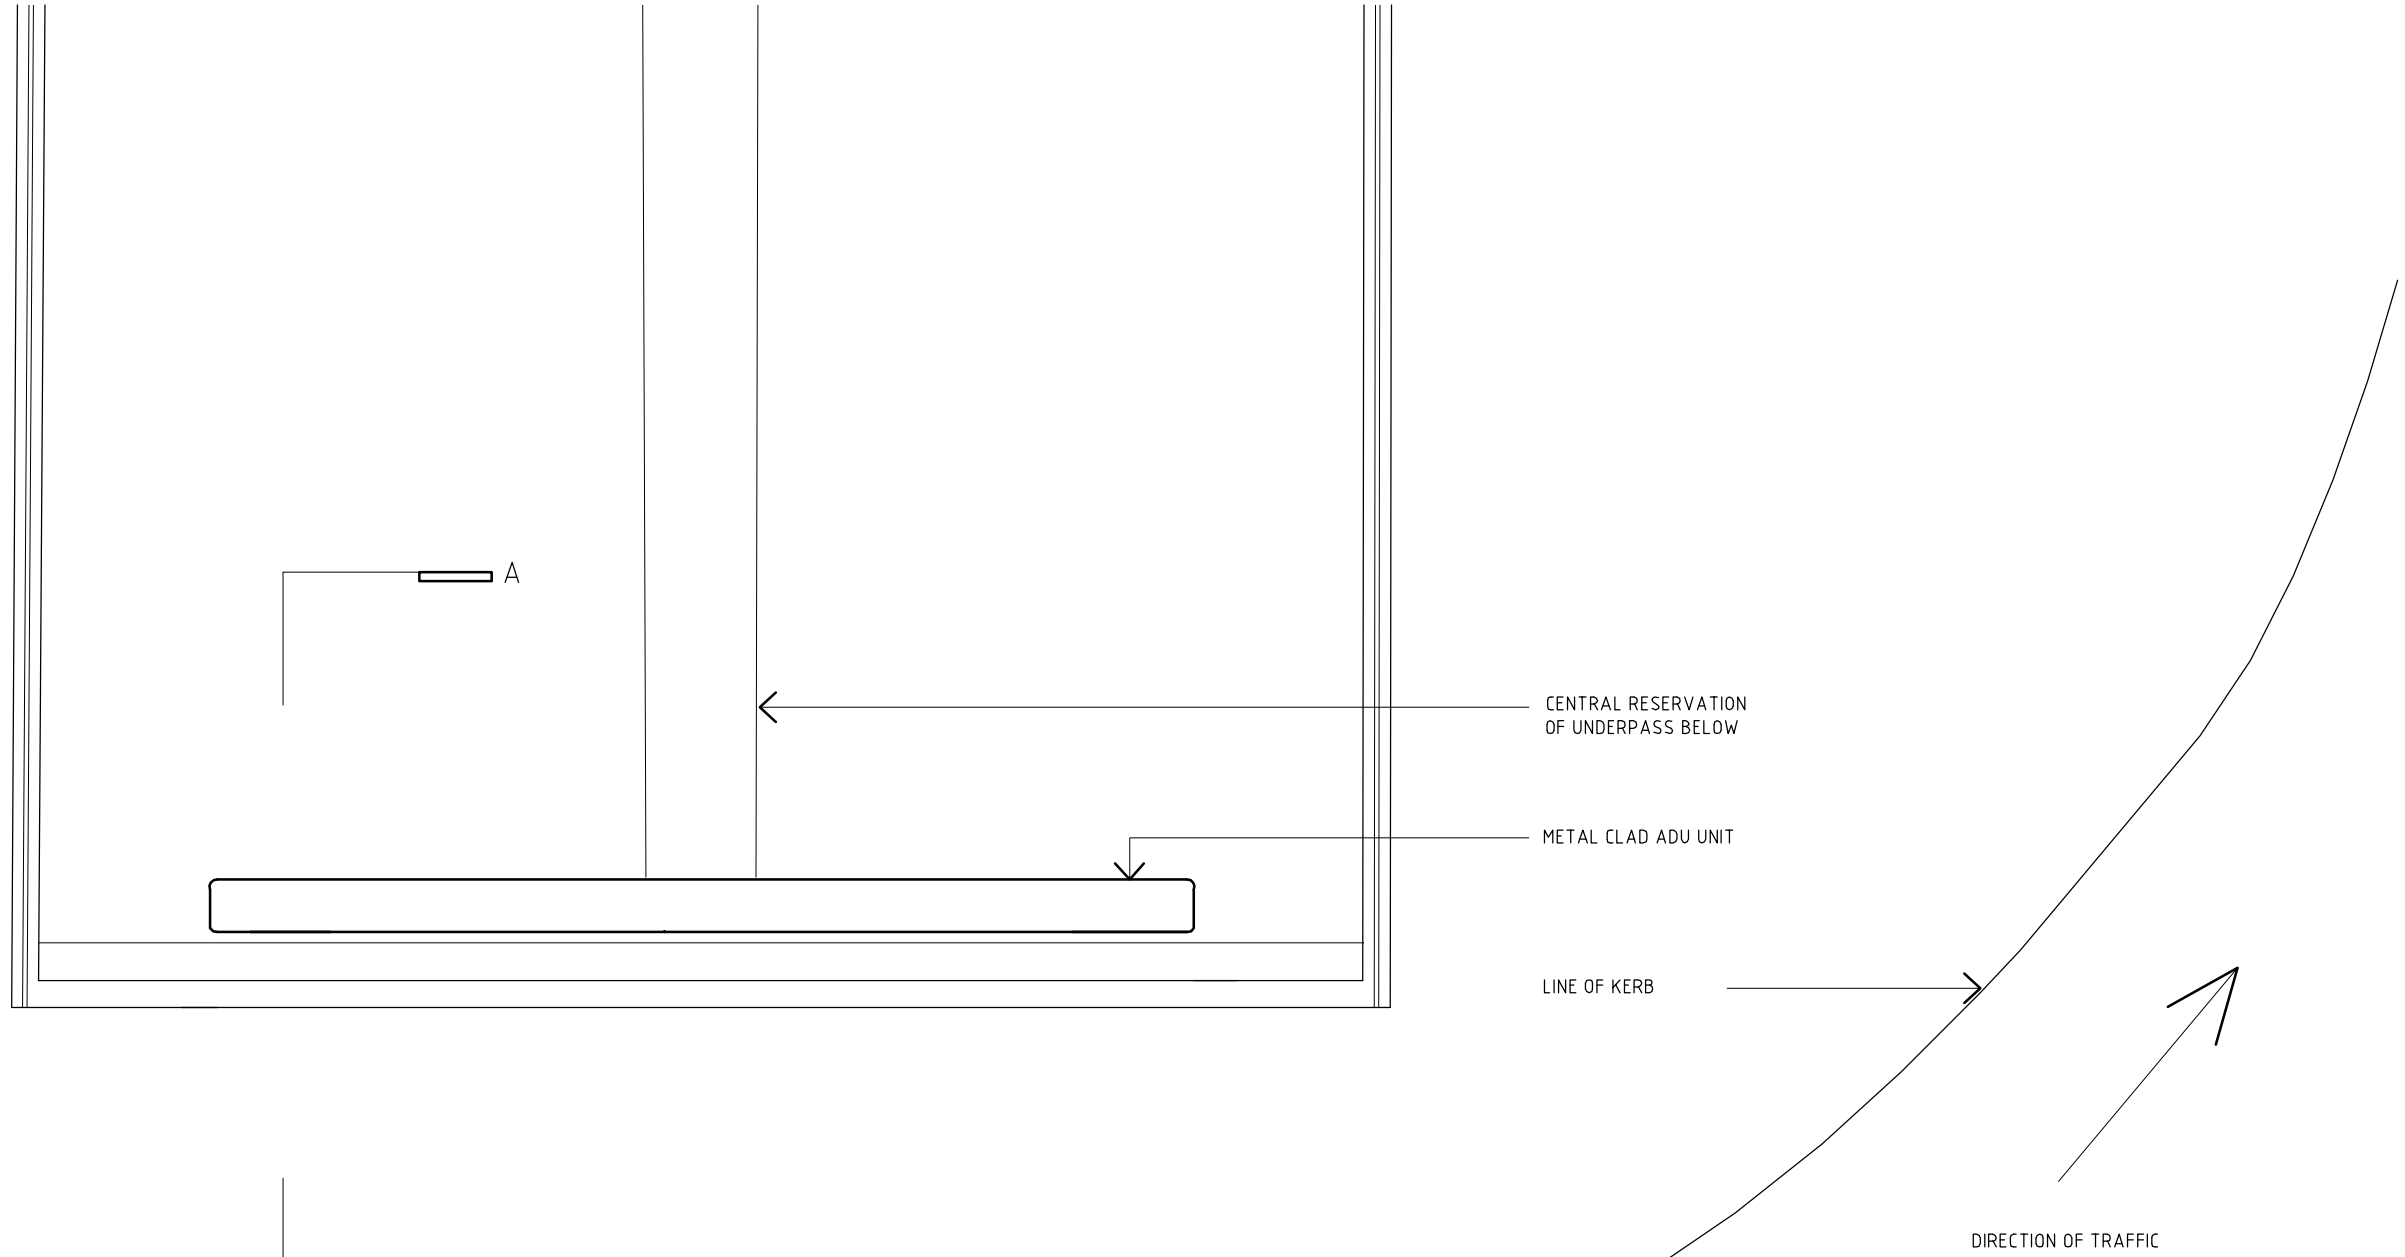 A
CENTRAL RESERVATION
OF UNDERPASS BELOW
METAL CLAD ADU UNIT
LINE OF KERB
DIRECTION OF TRAFFIC